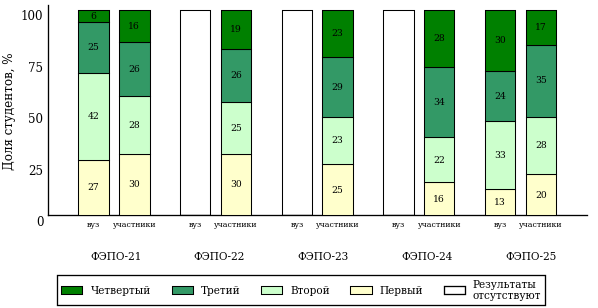 Доля студентов, %
100
75
50
25
0
6 16 19 23 28 30 17
25 26 26 29 34 24 35
42 28 25 23 22 33 28
27 30 30 25 16 13 20
вуз участники вуз участники вуз участники вуз участники вуз участники
ФЭПО-21 ФЭПО-22 ФЭПО-23 ФЭПО-24 ФЭПО-25
Четвертый Третий Второй Первый Результаты
отсутствуют